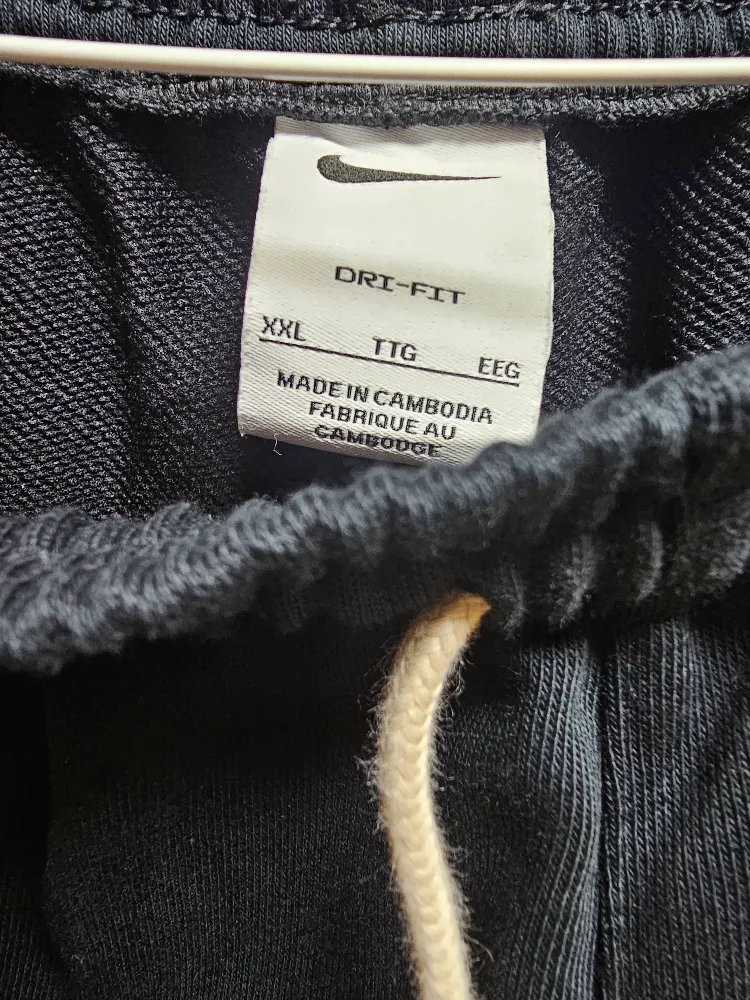 DRI-FIT
XXL TTG EEG
MADE IN CAMBODIA
FABRIQUE AU
CAMBODGE